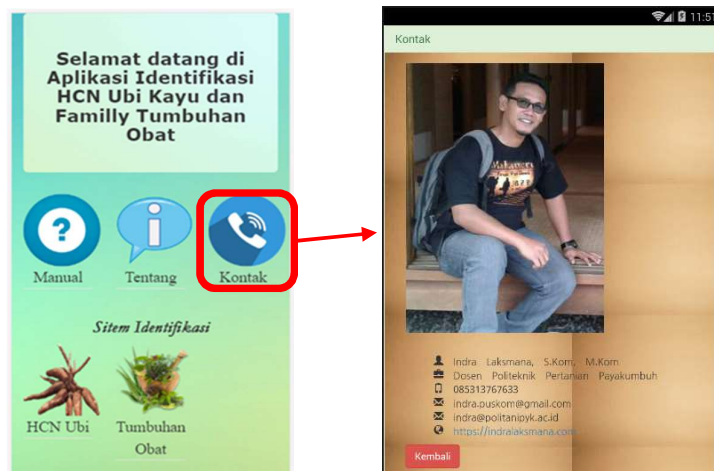 Selamat datang di
Aplikasi Identifikasi
HCN Ubi Kayu dan
Familly Tumbuhan
Obat
Manual
Tentang
Kontak
Sitem Identifikasi
HCN Ubi
Tumbuhan
Obat
11:51
Kontak
Indra Laksmana, S.Kom, M.Kom
Dosen Politeknik Pertanian Payakumbuh
085313767633
indra.puskom@gmail.com
indra@politanipyk.ac.id
https://indralaksmana.com
Kembali